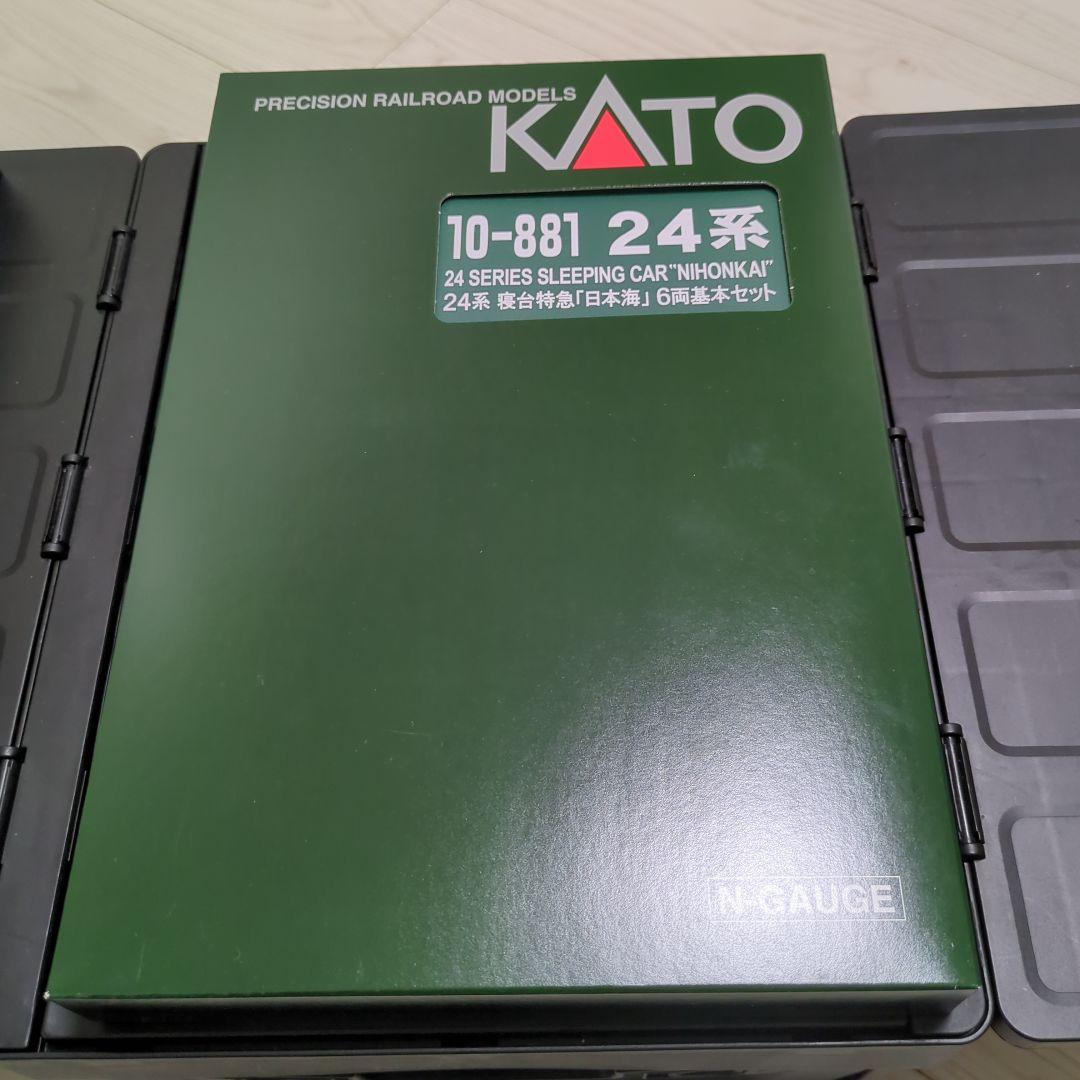 PRECISION RAILROAD MODELS
KATO
10-881 24系
24 SERIES SLEEPING CAR "NIHONKAI"
24系 寝台特急「日本海」 6両基本セット
N-GAUGE